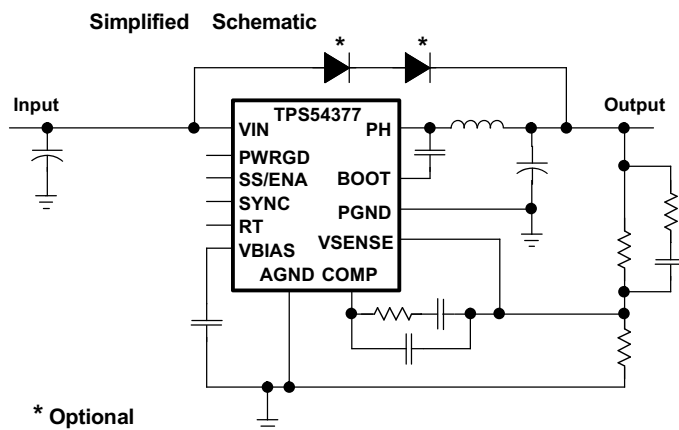 Simplified Schematic
* *
Input
Output
TPS54377
VIN
PH
PWRGD
SS/ENA
BOOT
SYNC
PGND
RT
VSENSE
VBIAS
AGND COMP
* Optional